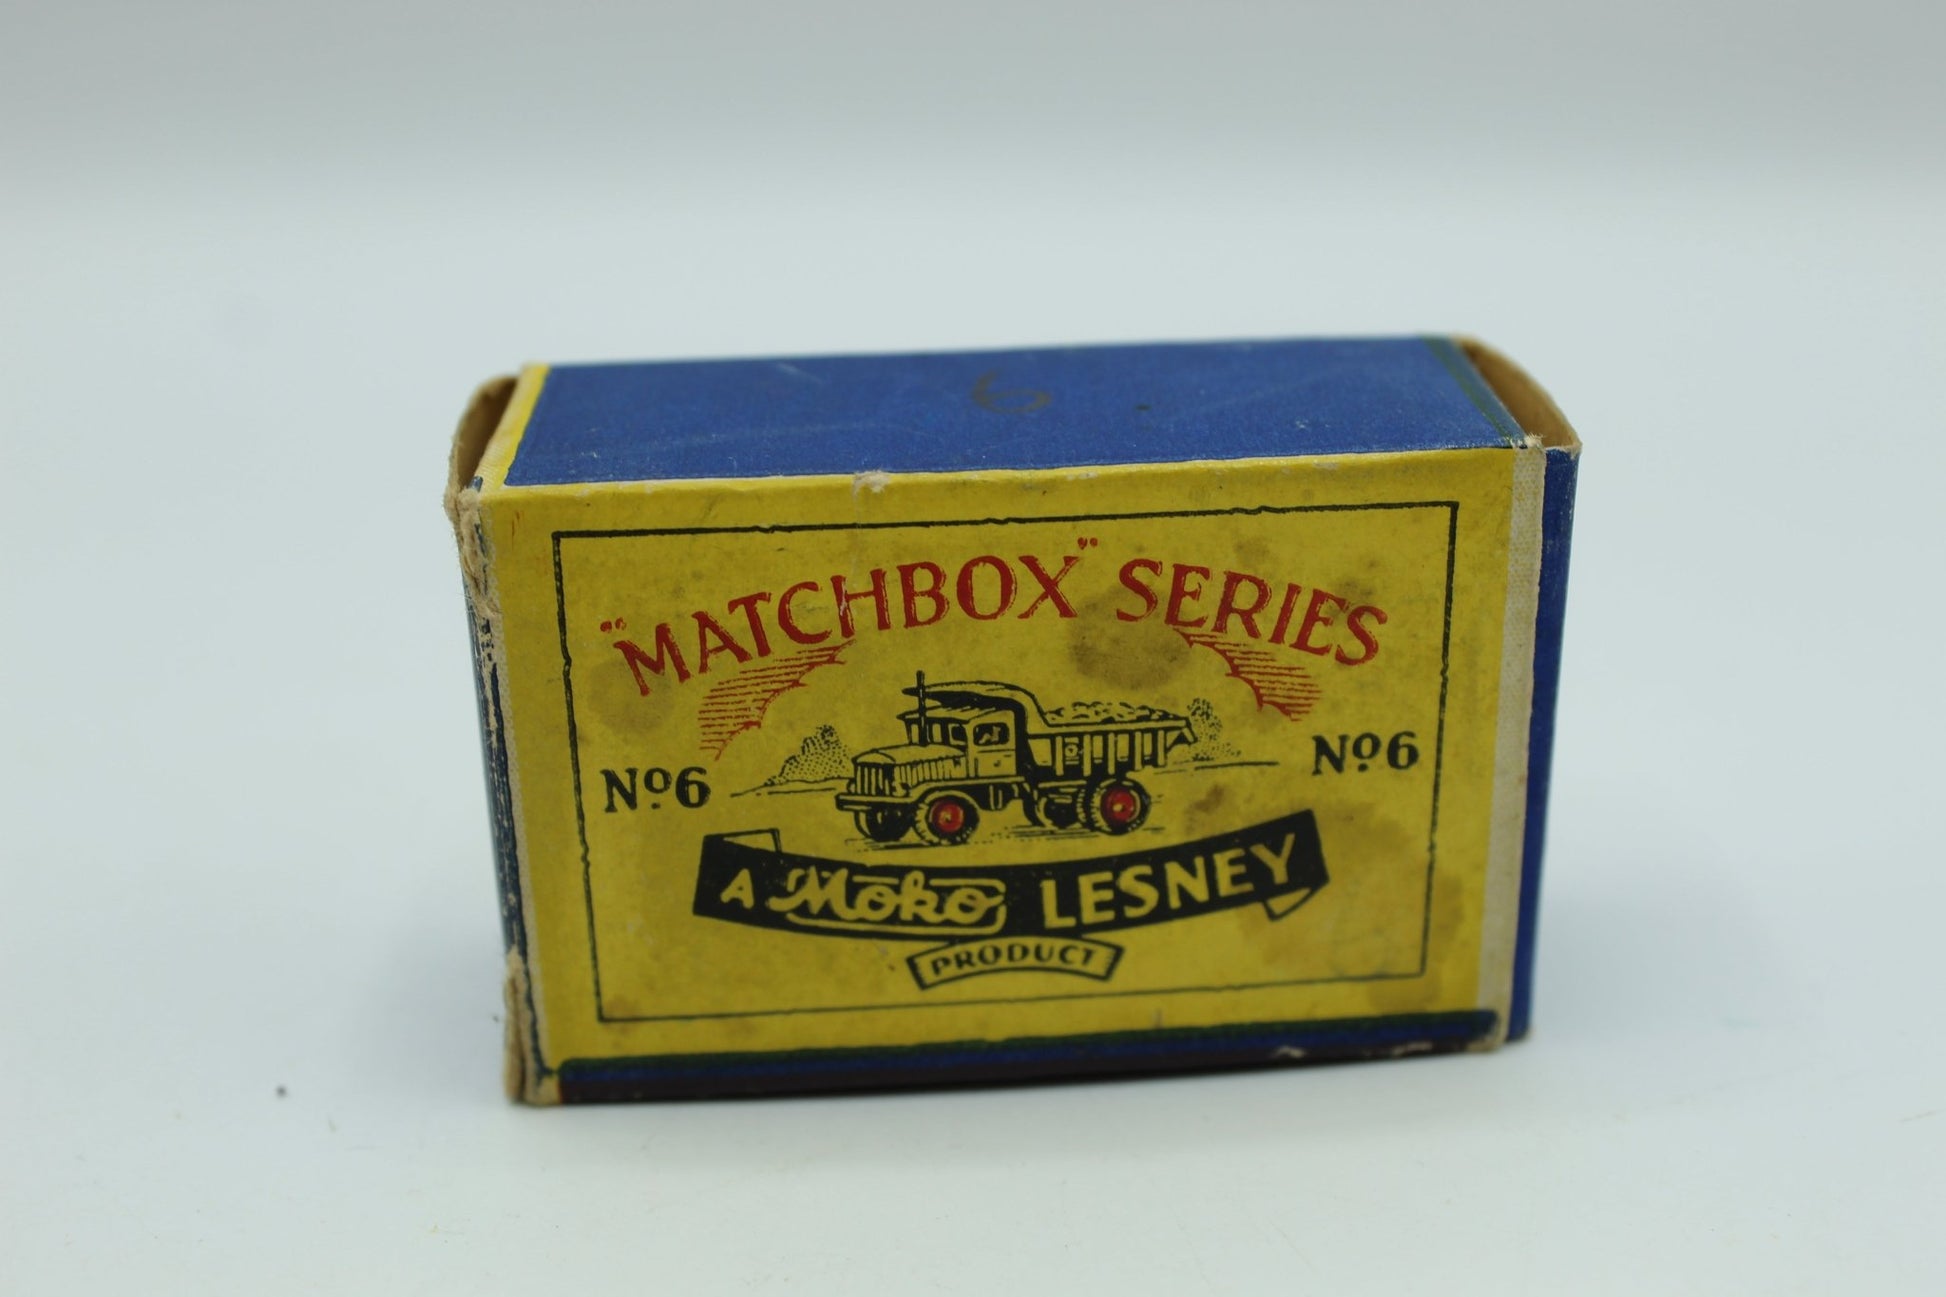 6
"MATCHBOX" SERIES
Nº6 Nº6
A Moko LESNEY
PRODUCT